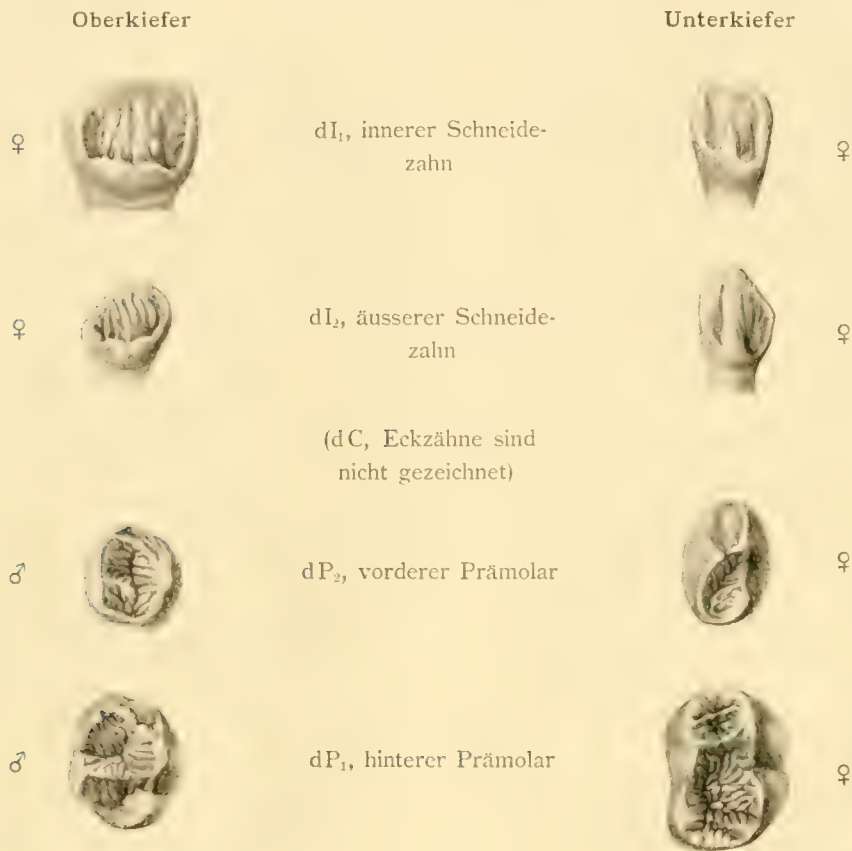 Oberkiefer Unterkiefer
♀ dI₁, innerer Schneide- ♀
zahn
♀ dI₂, äusserer Schneide- ♀
zahn
(dC, Eckzähne sind
nicht gezeichnet)
♂ dP₂, vorderer Prämolar ♀
♂ dP₁, hinterer Prämolar ♀